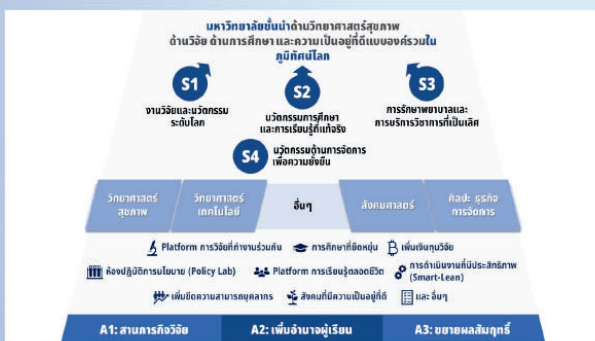 มหาวิทยาลัยชั้นนำด้านวิทยาศาสตร์สุขภาพ
ด้านวิจัย ด้านการศึกษา และความเป็นอยู่ที่ดีแบบองค์รวมใน
ภูมิทัศน์โลก
S1
S2
S3
งานวิจัยและนวัตกรรม
ระดับโลก
นวัตกรรมการศึกษา
และการเรียนรู้ที่แท้จริง
การรักษาพยาบาลและ
การบริการวิชาการที่เป็นเลิศ
S4
นวัตกรรมด้านการจัดการ
เพื่อความยั่งยืน
วิทยาศาสตร์
สุขภาพ
วิทยาศาสตร์
เทคโนโลยี
อื่นๆ
สังคมศาสตร์
ศิลปะ ธุรกิจ
การจัดการ
Platform การวิจัยที่ทำงานร่วมกัน
การศึกษาที่ยืดหยุ่น
เพิ่มเงินทุนวิจัย
ห้องปฏิบัติการนโยบาย (Policy Lab)
Platform การเรียนรู้ตลอดชีวิต
การดำเนินงานที่มีประสิทธิภาพ
(Smart-Lean)
เพิ่มขีดความสามารถบุคลากร
สังคมที่มีความเป็นอยู่ที่ดี
และ อื่นๆ
A1: สานภารกิจวิจัย
A2: เพิ่มอำนาจผู้เรียน
A3: ขยายผลสัมฤทธิ์